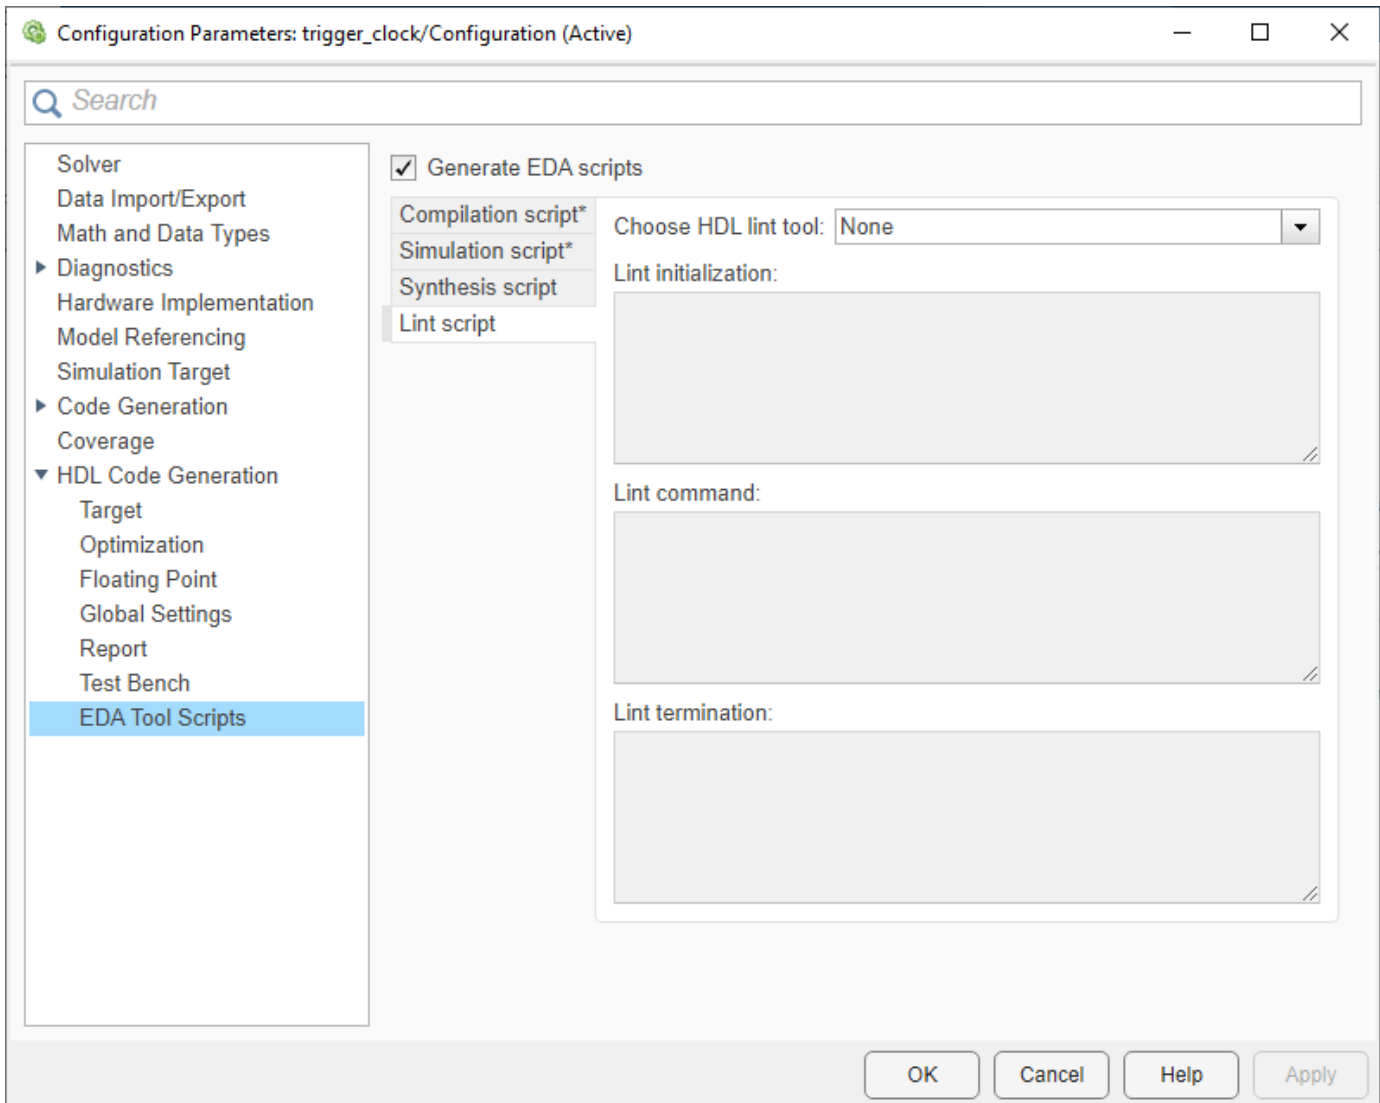 Configuration Parameters: trigger_clock/Configuration (Active)
Search
Solver
Data Import/Export
Math and Data Types
Diagnostics
Hardware Implementation
Model Referencing
Simulation Target
Code Generation
Coverage
HDL Code Generation
Target
Optimization
Floating Point
Global Settings
Report
Test Bench
EDA Tool Scripts
Generate EDA scripts
Compilation script*
Simulation script*
Synthesis script
Lint script
Choose HDL lint tool: None
Lint initialization:
Lint command:
Lint termination:
OK Cancel Help Apply